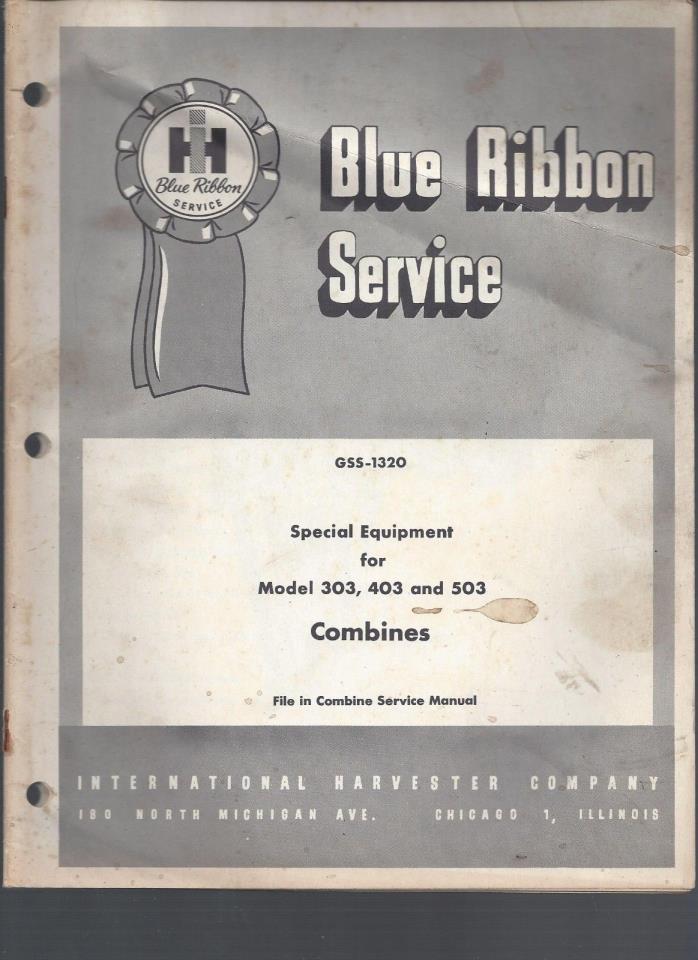 IH
Blue Ribbon
SERVICE
Blue Ribbon
Service
GSS-1320
Special Equipment
for
Model 303, 403 and 503
Combines
File in Combine Service Manual
INTERNATIONAL HARVESTER COMPANY
180 NORTH MICHIGAN AVE. CHICAGO 1, ILLINOIS